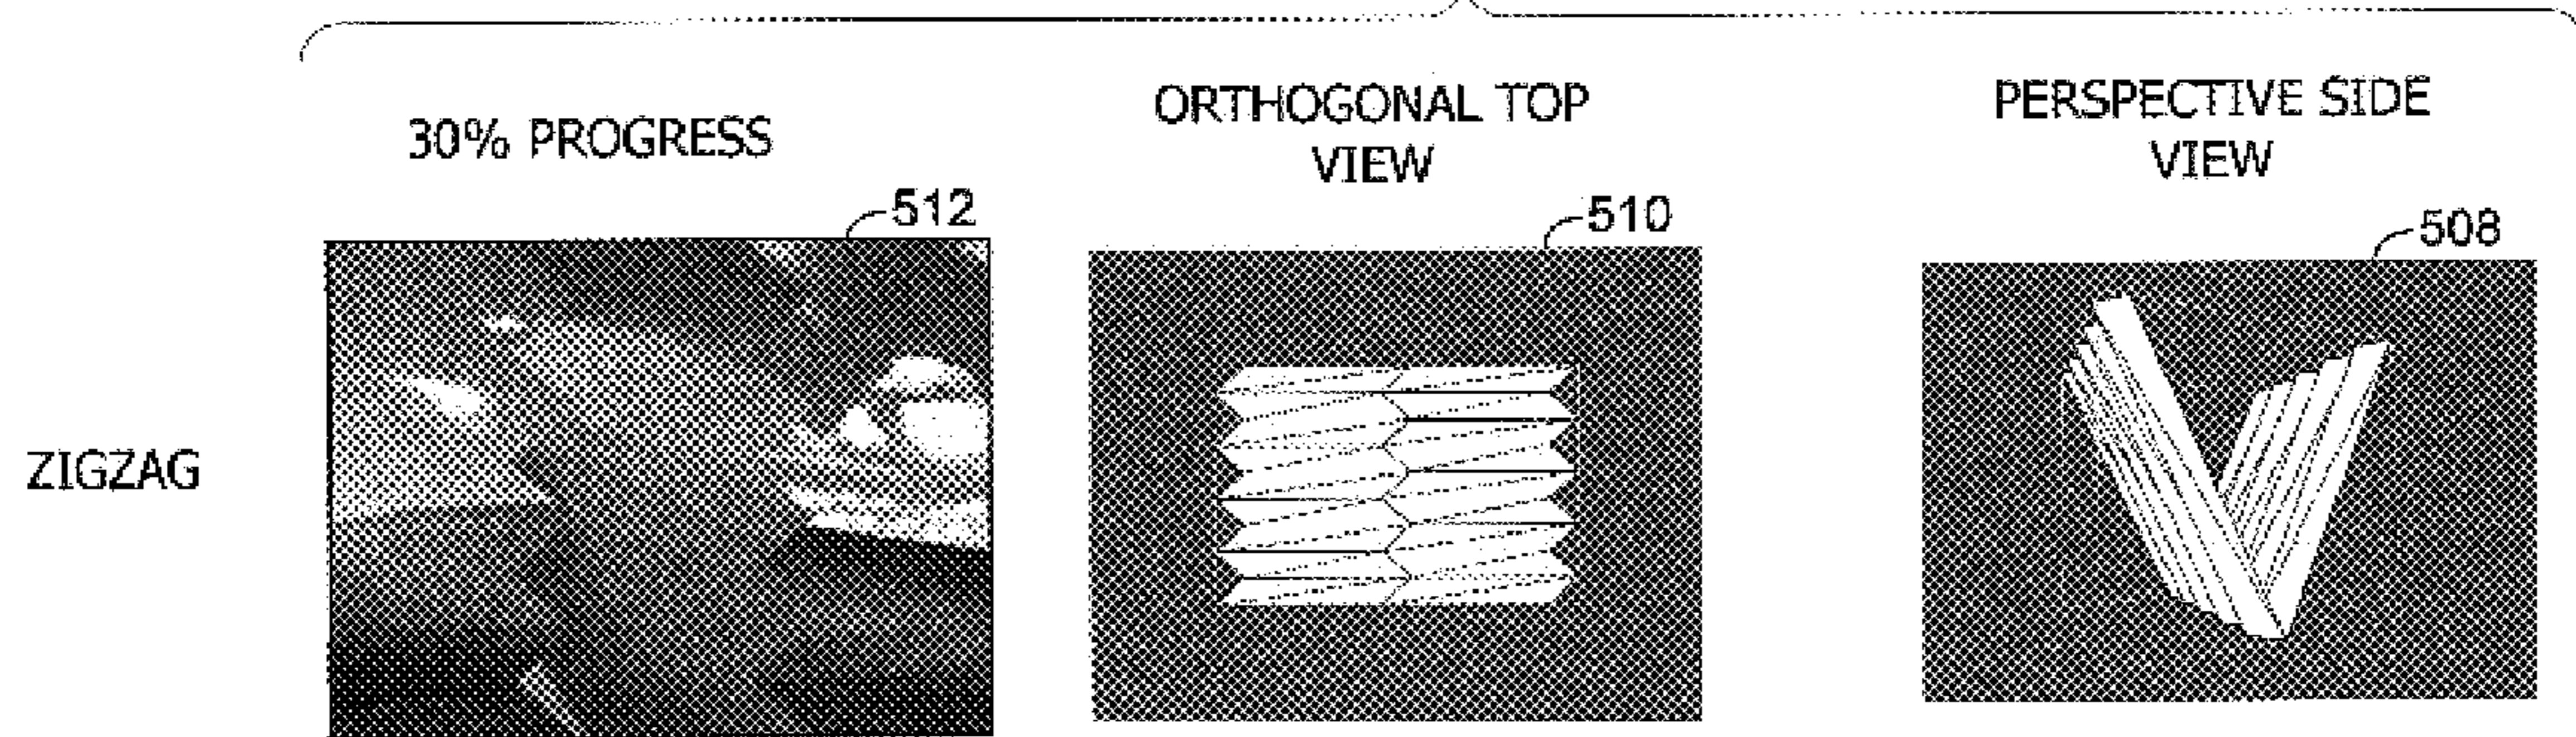 30% PROGRESS
ORTHOGONAL TOP
VIEW
PERSPECTIVE SIDE
VIEW
512
510
508
ZIGZAG